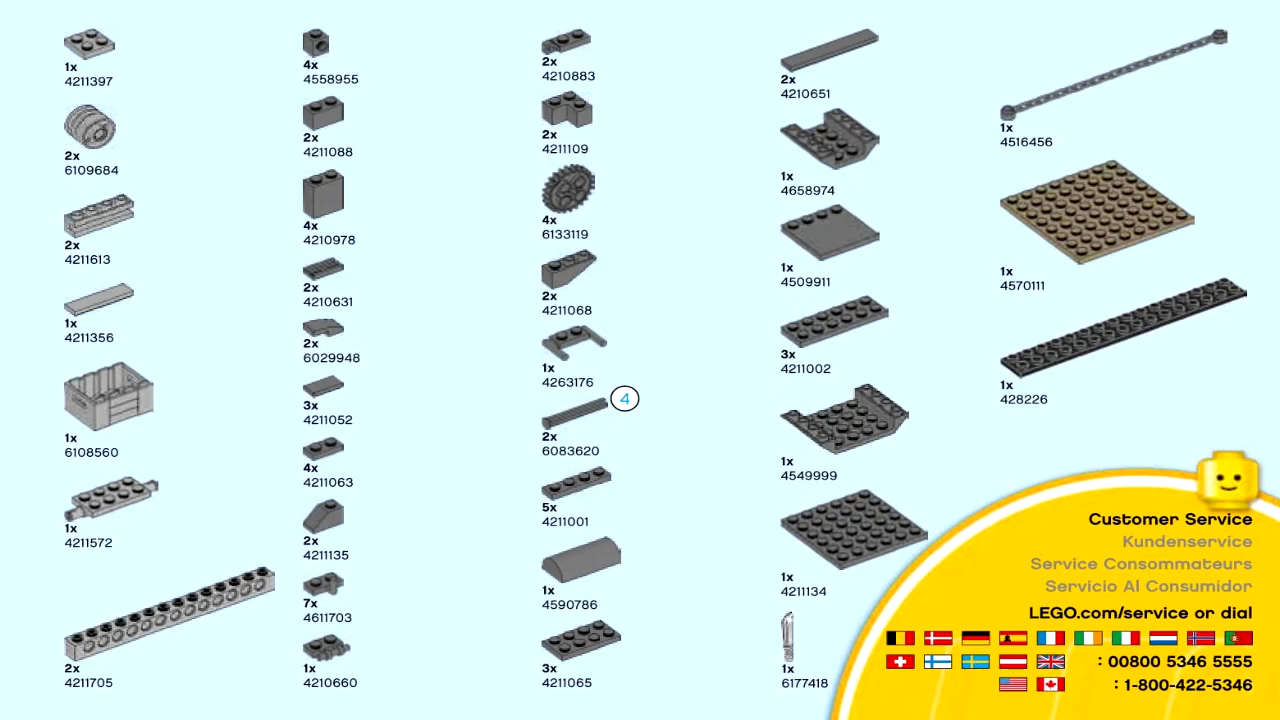 1x
4211397
2x
6109684
2x
4211613
1x
4211356
1x
6108560
1x
4211572
2x
4211705
4x
4558955
2x
4211088
4x
4210978
2x
4210631
2x
6029948
3x
4211052
4x
4211063
2x
4211135
7x
4611703
1x
4210660
2x
4210883
2x
4211109
4x
6133119
2x
4211068
1x
4263176
4
2x
6083620
5x
4211001
1x
4590786
3x
4211065
2x
4210651
1x
4658974
1x
4509911
3x
4211002
1x
4549999
1x
4211134
1x
6177418
1x
4516456
1x
4570111
1x
428226
Customer Service
Kundenservice
Service Consommateurs
Servicio Al Consumidor
LEGO.com/service or dial
: 00800 5346 5555
: 1-800-422-5346